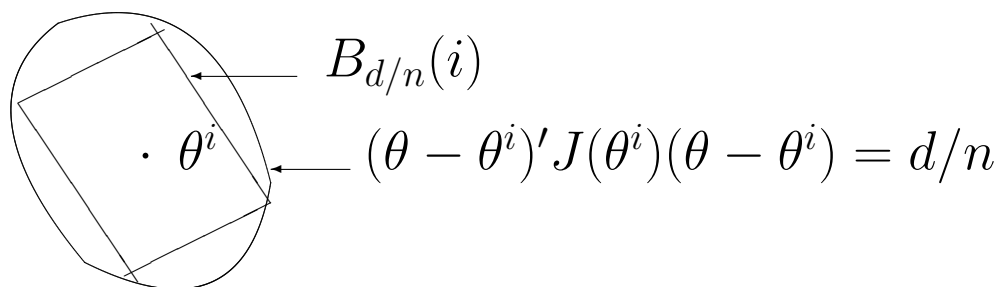 $B_{d/n}(i)$
$\cdot \; \theta^i$
$(\theta - \theta^i)' J(\theta^i)(\theta - \theta^i) = d/n$